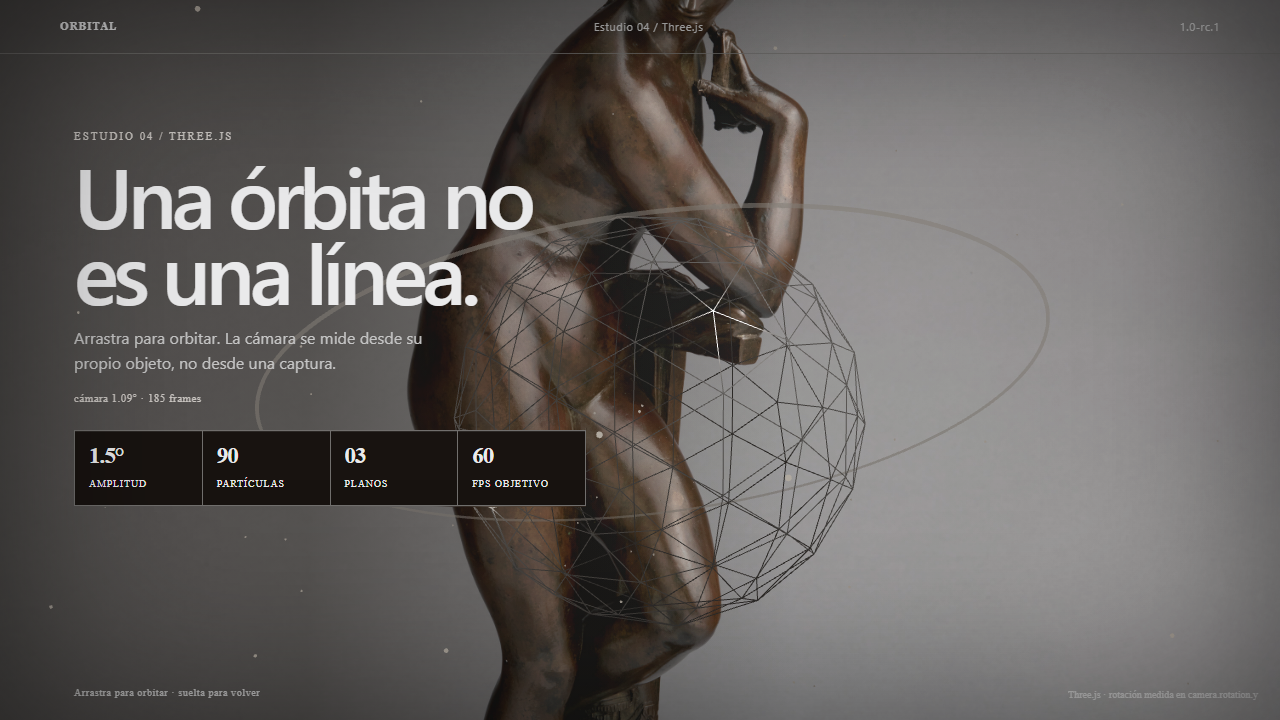 ORBITAL
Estudio 04 / Three.js
1.0-rc.1
ESTUDIO 04 / THREE.JS
Una órbita no
es una línea.
Arrastra para orbitar. La cámara se mide desde su
propio objeto, no desde una captura.
cámara 1.09° · 185 frames
1.5°
AMPLITUD
90
PARTÍCULAS
03
PLANOS
60
FPS OBJETIVO
Arrastra para orbitar · suelta para volver
Three.js · rotación medida en camera.rotation.y